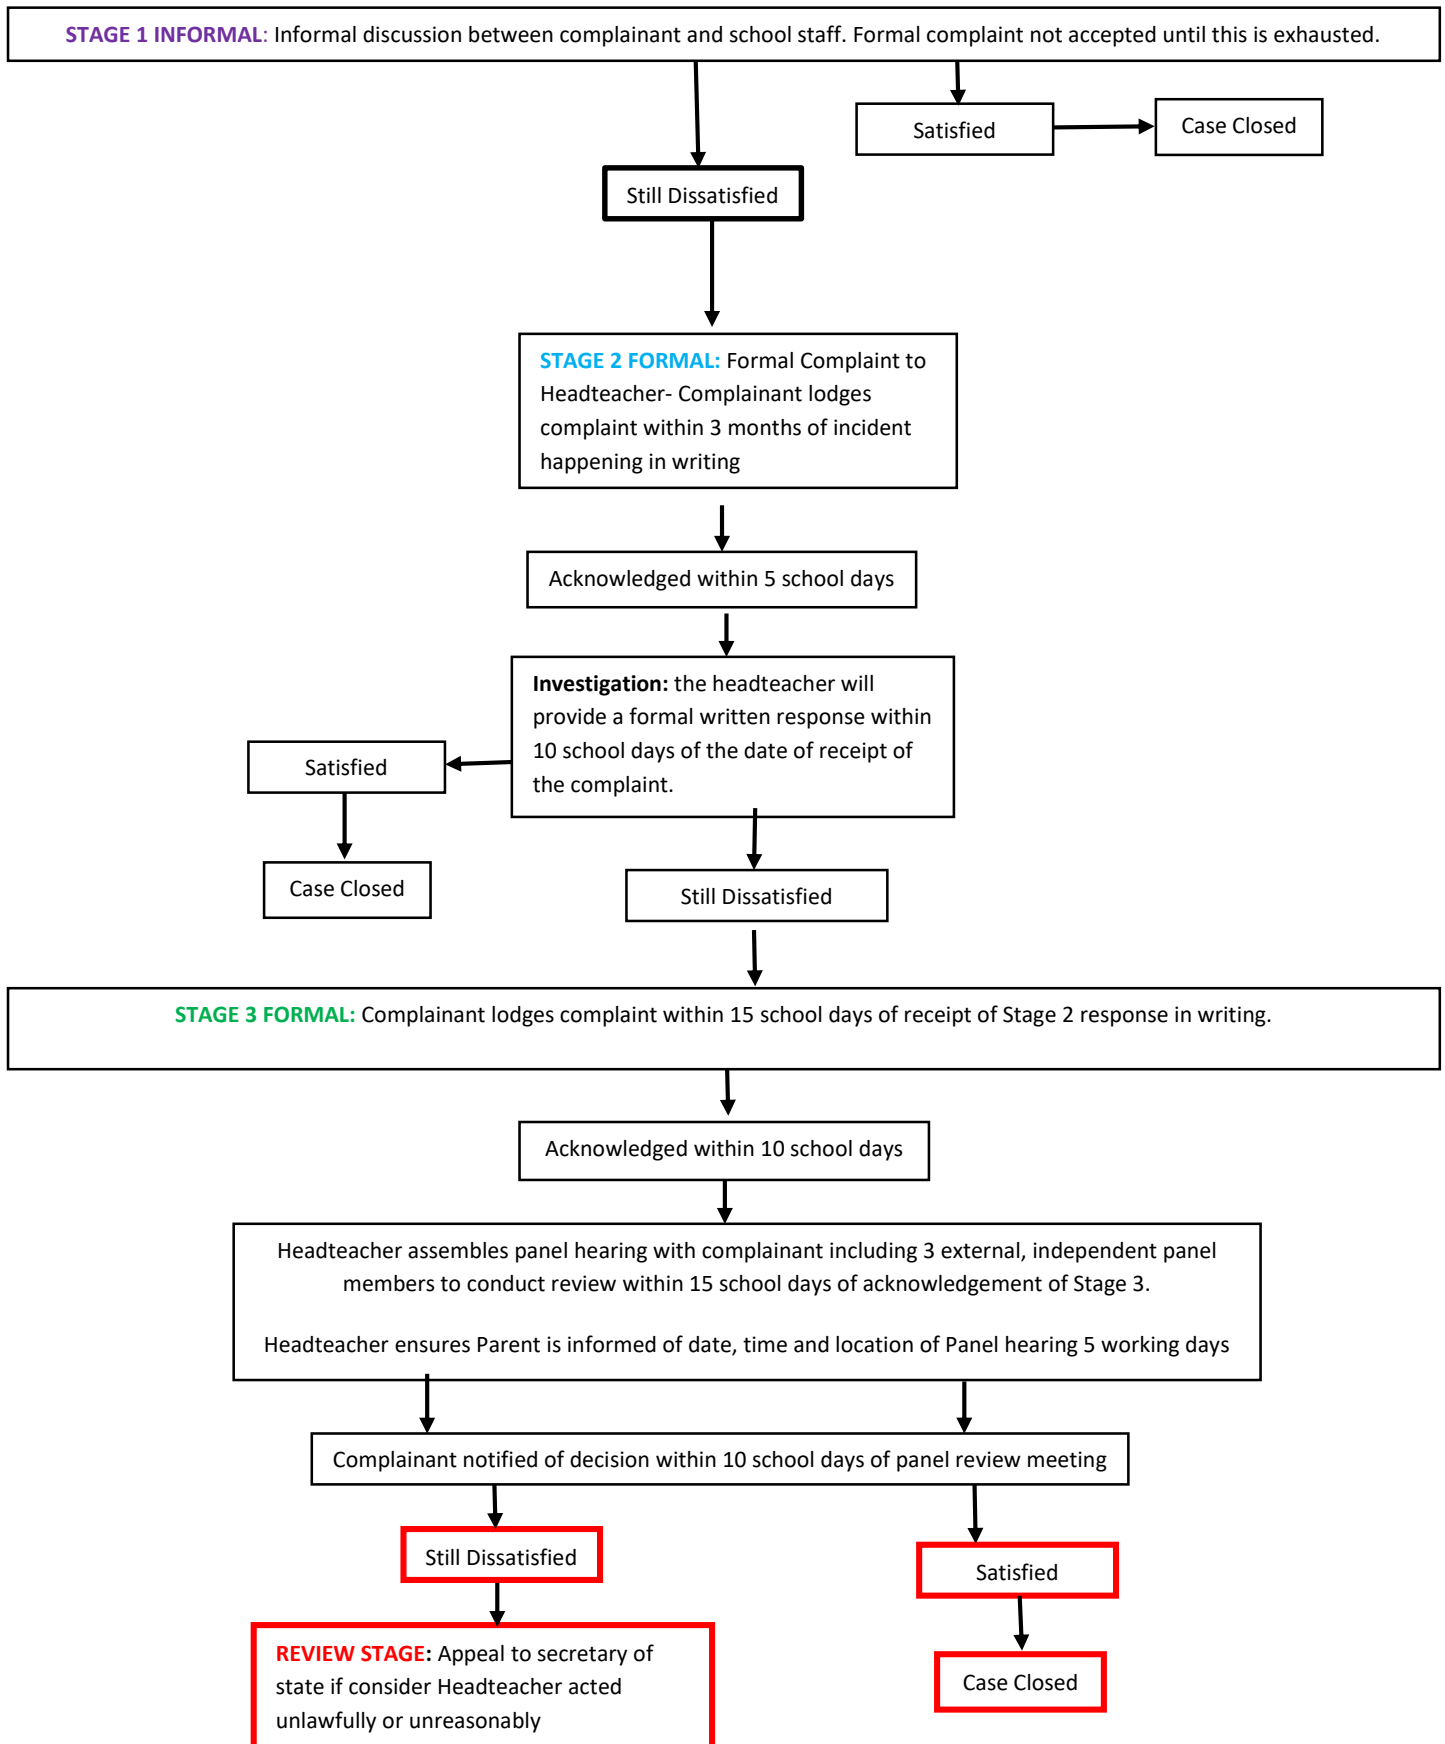 STAGE 1 INFORMAL: Informal discussion between complainant and school staff. Formal complaint not accepted until this is exhausted.
Satisfied
Case Closed
Still Dissatisfied
STAGE 2 FORMAL: Formal Complaint to
Headteacher- Complainant lodges
complaint within 3 months of incident
happening in writing
Acknowledged within 5 school days
Investigation: the headteacher will
provide a formal written response within
10 school days of the date of receipt of
the complaint.
Satisfied
Case Closed
Still Dissatisfied
STAGE 3 FORMAL: Complainant lodges complaint within 15 school days of receipt of Stage 2 response in writing.
Acknowledged within 10 school days
Headteacher assembles panel hearing with complainant including 3 external, independent panel
members to conduct review within 15 school days of acknowledgement of Stage 3.
Headteacher ensures Parent is informed of date, time and location of Panel hearing 5 working days
Complainant notified of decision within 10 school days of panel review meeting
Still Dissatisfied
Satisfied
REVIEW STAGE: Appeal to secretary of
state if consider Headteacher acted
unlawfully or unreasonably
Case Closed